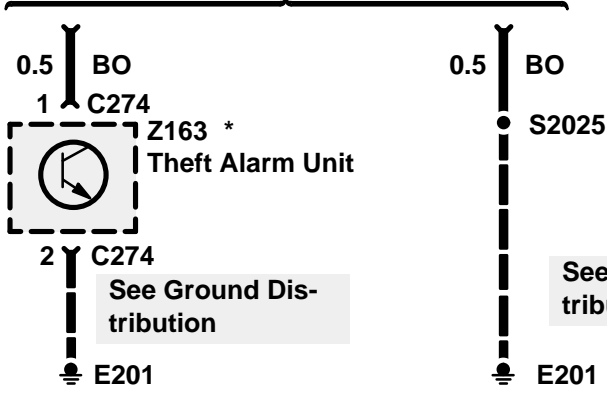 0.5 BO
1 C274
Z163 *
Theft Alarm Unit
2 C274
See Ground Dis-
tribution
E201
0.5 BO
S2025
See
E201